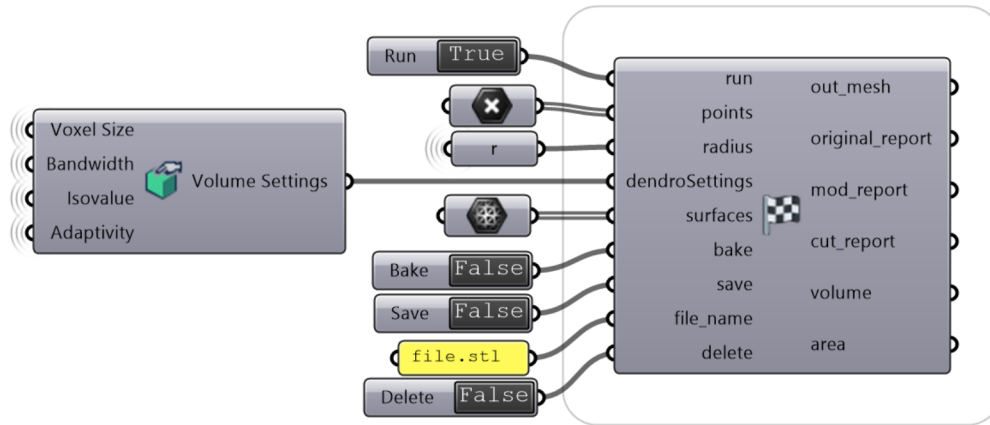 Run True
r
Voxel Size
Bandwidth
Isovalue
Adaptivity
Volume Settings
Bake False
Save False
file.stl
Delete False
run
points
radius
dendroSettings
surfaces
bake
save
file_name
delete
out_mesh
original_report
mod_report
cut_report
volume
area